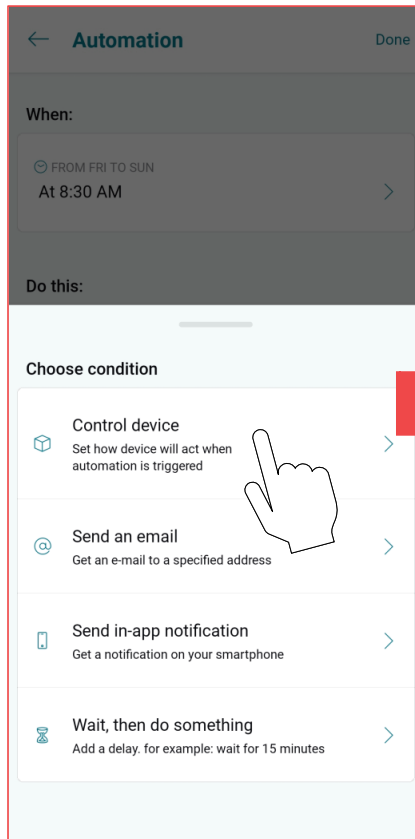 Automation Done
When:
FROM FRI TO SUN
At 8:30 AM
Do this:
Choose condition
Control device
Set how device will act when
automation is triggered
Send an email
Get an e-mail to a specified address
Send in-app notification
Get a notification on your smartphone
Wait, then do something
Add a delay. for example: wait for 15 minutes